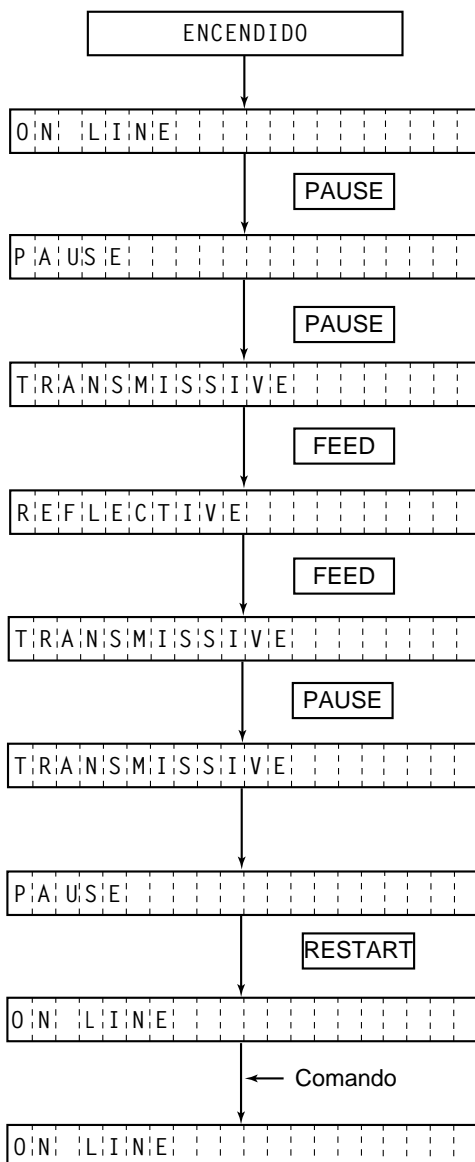 ENCENDIDO
ON LINE
PAUSE
PAUSE
PAUSE
TRANSMISSIVE
FEED
REFLECTIVE
FEED
TRANSMISSIVE
PAUSE
TRANSMISSIVE
PAUSE
RESTART
ON LINE
Comando
ON LINE